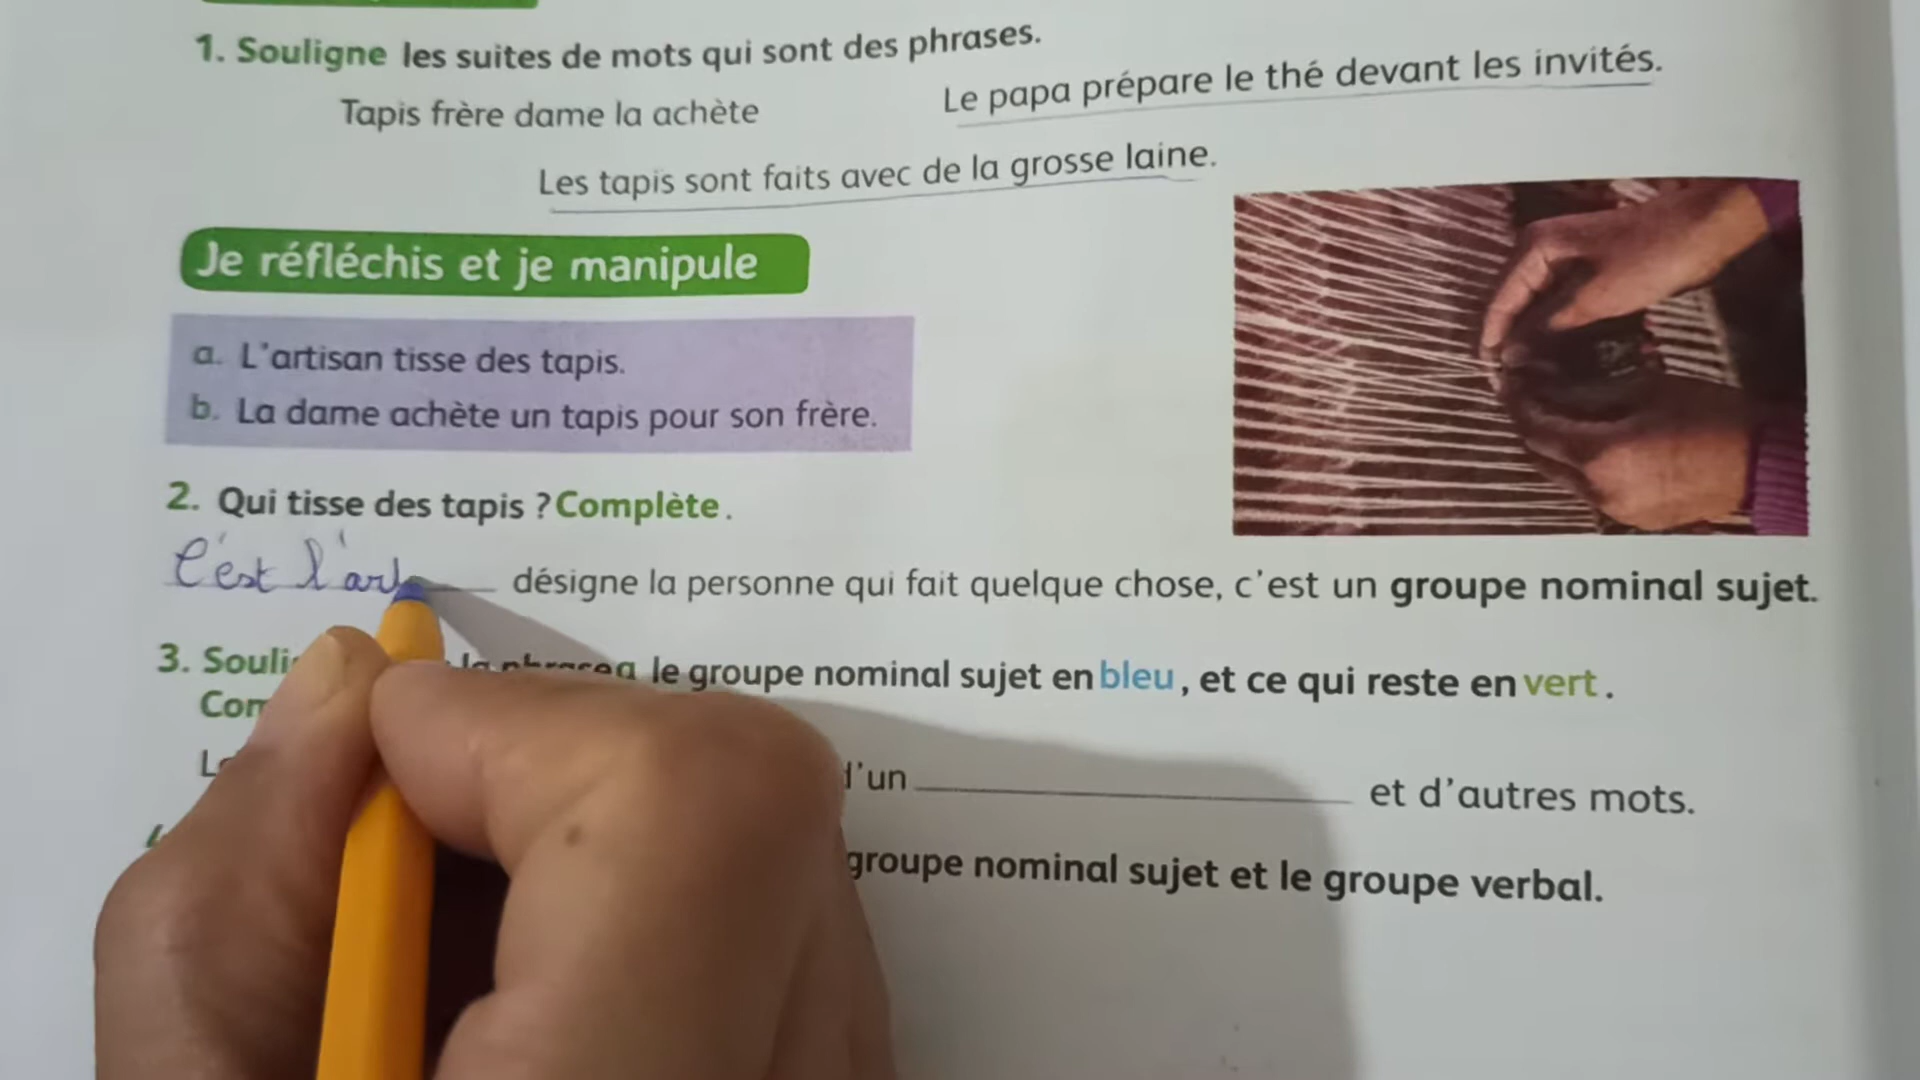 1. Souligne les suites de mots qui sont des phrases.
Tapis frère dame la achète
Le papa prépare le thé devant les invités.
Les tapis sont faits avec de la grosse laine.
Je réfléchis et je manipule
a. L'artisan tisse des tapis.
b. La dame achète un tapis pour son frère.
2. Qui tisse des tapis ? Complète.
C'est l'art désigne la personne qui fait quelque chose, c'est un groupe nominal sujet.
3. la phrase a le groupe nominal sujet en bleu, et ce qui reste en vert.
d'un et d'autres mots.
groupe nominal sujet et le groupe verbal.